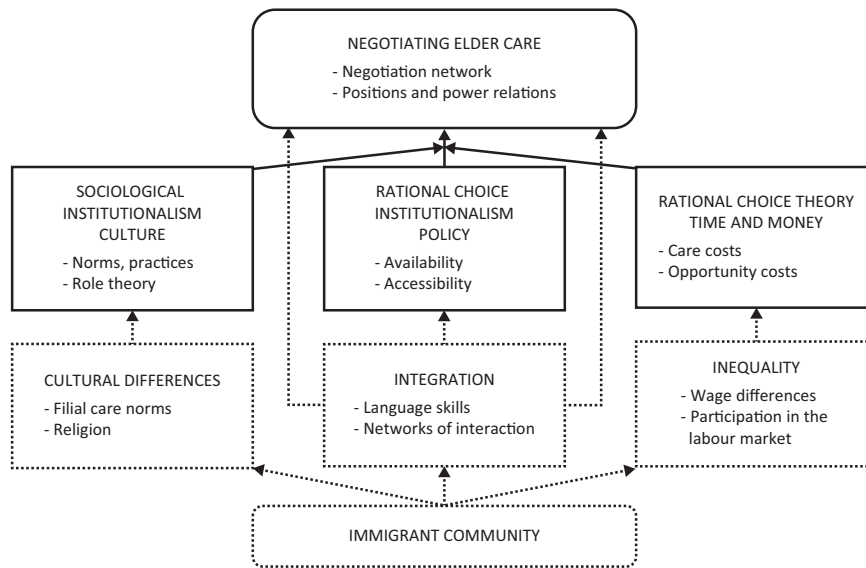 NEGOTIATING ELDER CARE
- Negotiation network
- Positions and power relations
SOCIOLOGICAL
INSTITUTIONALISM
CULTURE
- Norms, practices
- Role theory
RATIONAL CHOICE
INSTITUTIONALISM
POLICY
- Availability
- Accessibility
RATIONAL CHOICE THEORY
TIME AND MONEY
- Care costs
- Opportunity costs
CULTURAL DIFFERENCES
- Filial care norms
- Religion
INTEGRATION
- Language skills
- Networks of interaction
INEQUALITY
- Wage differences
- Participation in the
labour market
IMMIGRANT COMMUNITY